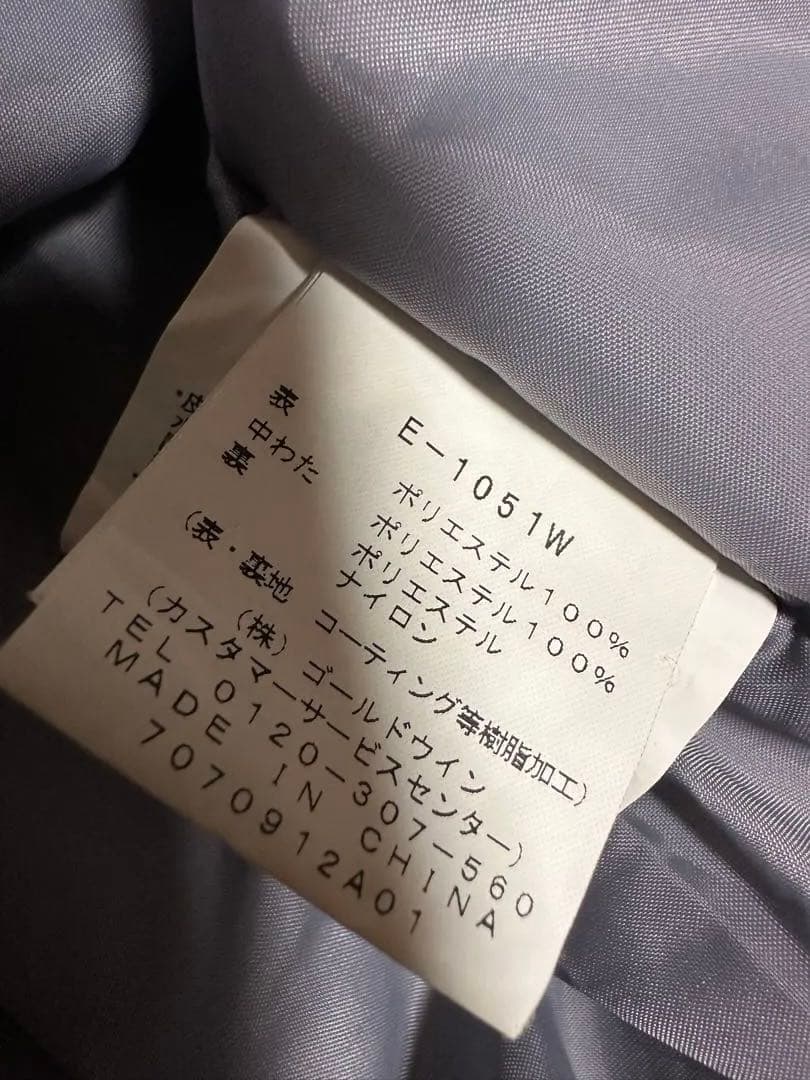 E-1051W
表 ポリエステル100%
中わた ポリエステル100%
裏 ポリエステル
ナイロン
(表・裏地 コーティング等樹脂加工)
(株)ゴールドウイン
(カスタマーサービスセンター)
TEL 0120-307-560
MADE IN CHINA
7070912A01